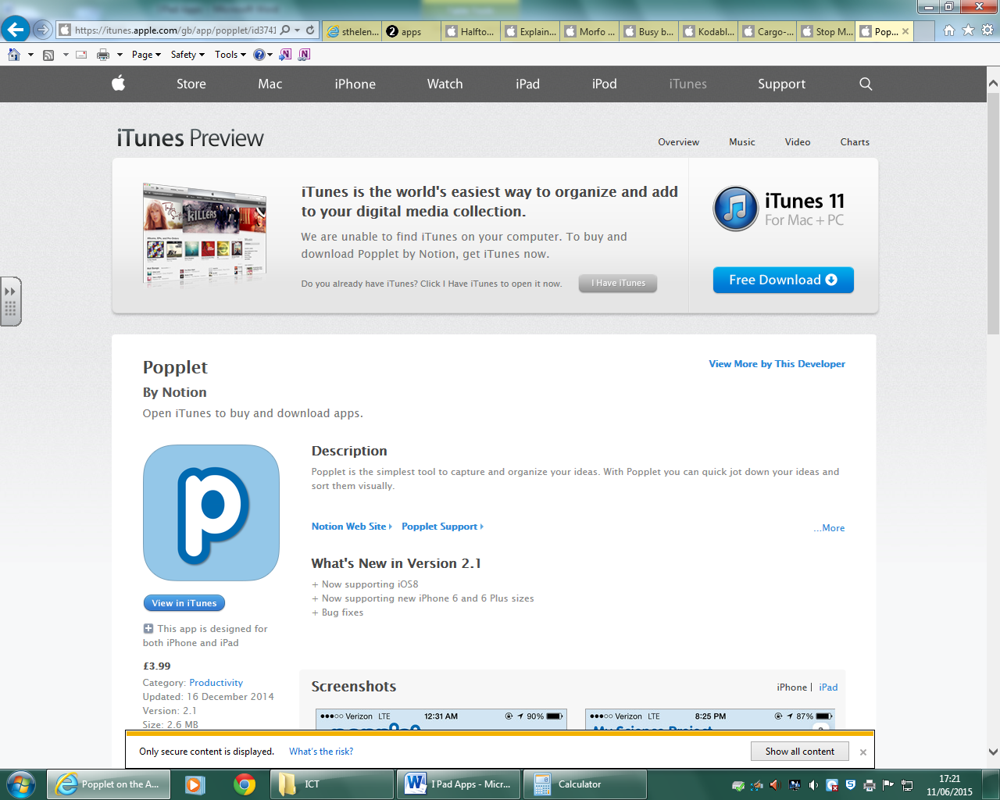 https://itunes.apple.com/gb/app/popplet/id3741
sthelen...
2 apps
Halfto...
Explain...
Morfo ...
Busy b...
Kodabl...
Cargo-...
Stop M...
Pop...
Page
Safety
Tools
Store
Mac
iPhone
Watch
iPad
iPod
iTunes
Support
iTunes Preview
Overview
Music
Video
Charts
iTunes is the world's easiest way to organize and add
to your digital media collection.
We are unable to find iTunes on your computer. To buy and
download Popplet by Notion, get iTunes now.
Do you already have iTunes? Click I Have iTunes to open it now.
I Have iTunes
KILLERS
iTunes 11
For Mac + PC
Free Download
Popplet
View More by This Developer
By Notion
Open iTunes to buy and download apps.
p
Description
Popplet is the simplest tool to capture and organize your ideas. With Popplet you can quick jot down your ideas and
sort them visually.
Notion Web Site
Popplet Support
...More
What's New in Version 2.1
+ Now supporting iOS8
+ Now supporting new iPhone 6 and 6 Plus sizes
+ Bug fixes
View in iTunes
This app is designed for
both iPhone and iPad
£3.99
Category: Productivity
Updated: 16 December 2014
Version: 2.1
Size: 2.6 MB
Screenshots
iPhone |
iPad
Verizon LTE
12:31 AM
90%
Verizon LTE
8:25 PM
87%
My Science Project
Only secure content is displayed.
What's the risk?
Show all content
Popplet on the A...
ICT
I Pad Apps - Micr...
Calculator
17:21
11/06/2015